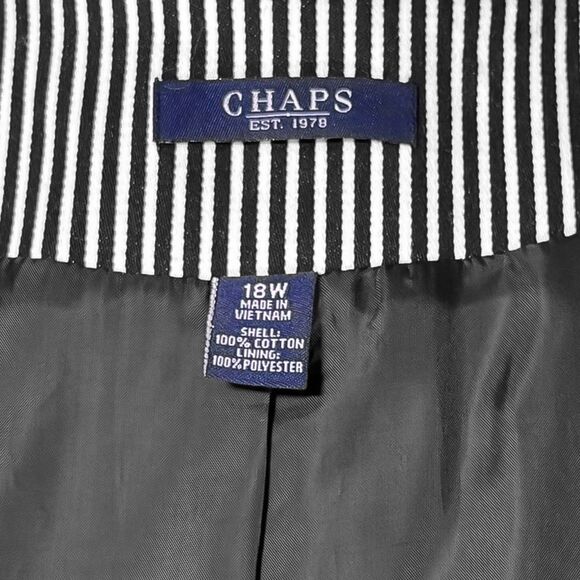 CHAPS
EST. 1978
18W
MADE IN
VIETNAM
SHELL:
100% COTTON
LINING:
100% POLYESTER